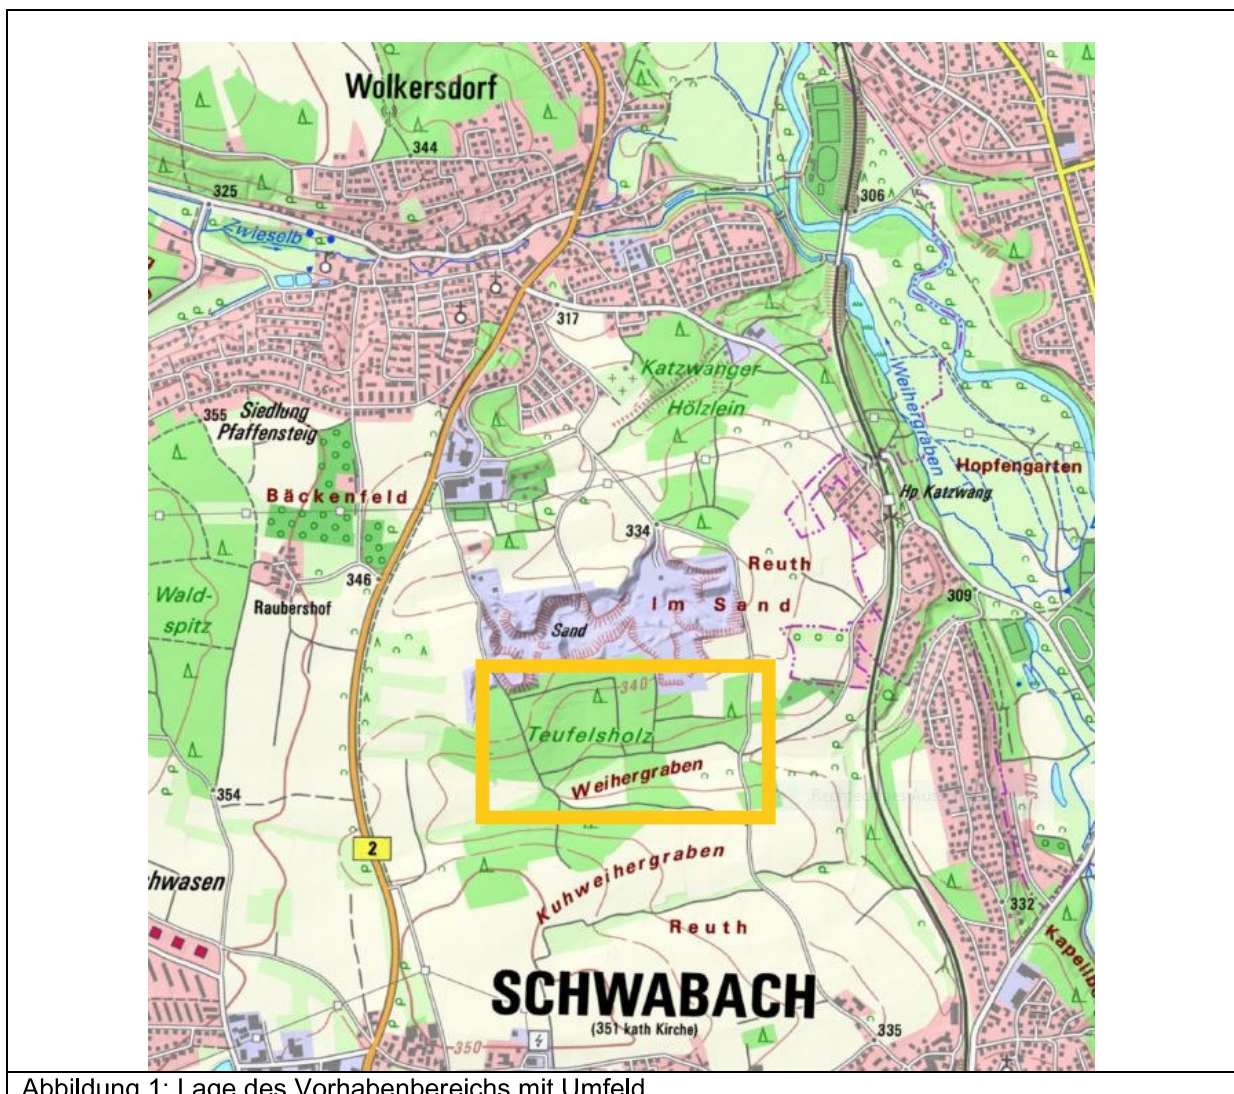 Wolkersdorf
344
325
306
Zwieselb
310
317
Katzwanger
Hölzlein
Weihergraben
355 Siedlung
Pfaffensteig
Hopfengarten
Bäckenfeld
Hp Katzwang
334
Reuth
346
Wald-
spitz
Raubershof
309
Im Sand
Sand
340
Teufelsholz
Weihergraben
354
310
2
Kuhweihergraben
332
Reuth
SCHWABACH
(351 kath Kirche)
335
350
Abbildung 1: Lage des Vorhabenbereichs mit Umfeld